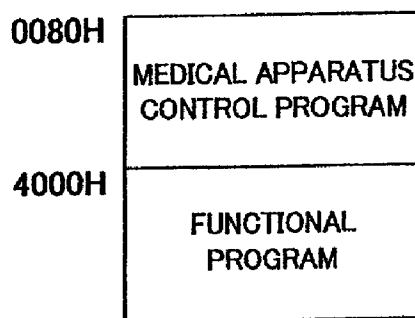 0080H
MEDICAL APPARATUS
CONTROL PROGRAM
4000H
FUNCTIONAL
PROGRAM